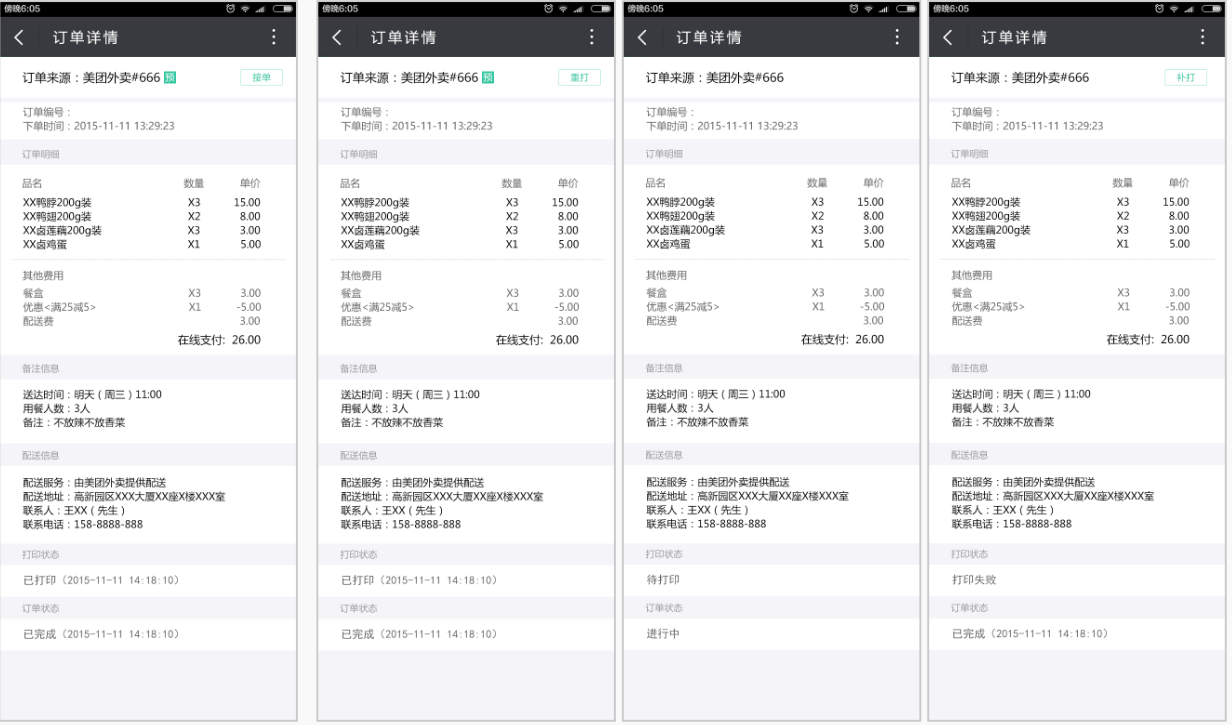 傍晚6:05
订单详情
订单来源：美团外卖#666 预 接单
订单编号：
下单时间：2015-11-11 13:29:23
订单明细
品名 数量 单价
XX鸭脖200g装 X3 15.00
XX鸭翅200g装 X2 8.00
XX卤莲藕200g装 X3 3.00
XX卤鸡蛋 X1 5.00
其他费用
餐盒 X3 3.00
优惠<满25减5> X1 -5.00
配送费 3.00
在线支付: 26.00
备注信息
送达时间：明天（周三）11:00
用餐人数：3人
备注：不放辣不放香菜
配送信息
配送服务：由美团外卖提供配送
配送地址：高新园区XXX大厦XX座X楼XXX室
联系人：王XX（先生）
联系电话：158-8888-888
打印状态
已打印（2015-11-11 14:18:10）
订单状态
已完成（2015-11-11 14:18:10）
傍晚6:05
订单详情
订单来源：美团外卖#666 预 重打
订单编号：
下单时间：2015-11-11 13:29:23
订单明细
品名 数量 单价
XX鸭脖200g装 X3 15.00
XX鸭翅200g装 X2 8.00
XX卤莲藕200g装 X3 3.00
XX卤鸡蛋 X1 5.00
其他费用
餐盒 X3 3.00
优惠<满25减5> X1 -5.00
配送费 3.00
在线支付: 26.00
备注信息
送达时间：明天（周三）11:00
用餐人数：3人
备注：不放辣不放香菜
配送信息
配送服务：由美团外卖提供配送
配送地址：高新园区XXX大厦XX座X楼XXX室
联系人：王XX（先生）
联系电话：158-8888-888
打印状态
已打印（2015-11-11 14:18:10）
订单状态
已完成（2015-11-11 14:18:10）
傍晚6:05
订单详情
订单来源：美团外卖#666
订单编号：
下单时间：2015-11-11 13:29:23
订单明细
品名 数量 单价
XX鸭脖200g装 X3 15.00
XX鸭翅200g装 X2 8.00
XX卤莲藕200g装 X3 3.00
XX卤鸡蛋 X1 5.00
其他费用
餐盒 X3 3.00
优惠<满25减5> X1 -5.00
配送费 3.00
在线支付: 26.00
备注信息
送达时间：明天（周三）11:00
用餐人数：3人
备注：不放辣不放香菜
配送信息
配送服务：由美团外卖提供配送
配送地址：高新园区XXX大厦XX座X楼XXX室
联系人：王XX（先生）
联系电话：158-8888-888
打印状态
待打印
订单状态
进行中
傍晚6:05
订单详情
订单来源：美团外卖#666 补打
订单编号：
下单时间：2015-11-11 13:29:23
订单明细
品名 数量 单价
XX鸭脖200g装 X3 15.00
XX鸭翅200g装 X2 8.00
XX卤莲藕200g装 X3 3.00
XX卤鸡蛋 X1 5.00
其他费用
餐盒 X3 3.00
优惠<满25减5> X1 -5.00
配送费 3.00
在线支付: 26.00
备注信息
送达时间：明天（周三）11:00
用餐人数：3人
备注：不放辣不放香菜
配送信息
配送服务：由美团外卖提供配送
配送地址：高新园区XXX大厦XX座X楼XXX室
联系人：王XX（先生）
联系电话：158-8888-888
打印状态
打印失败
订单状态
已完成（2015-11-11 14:18:10）